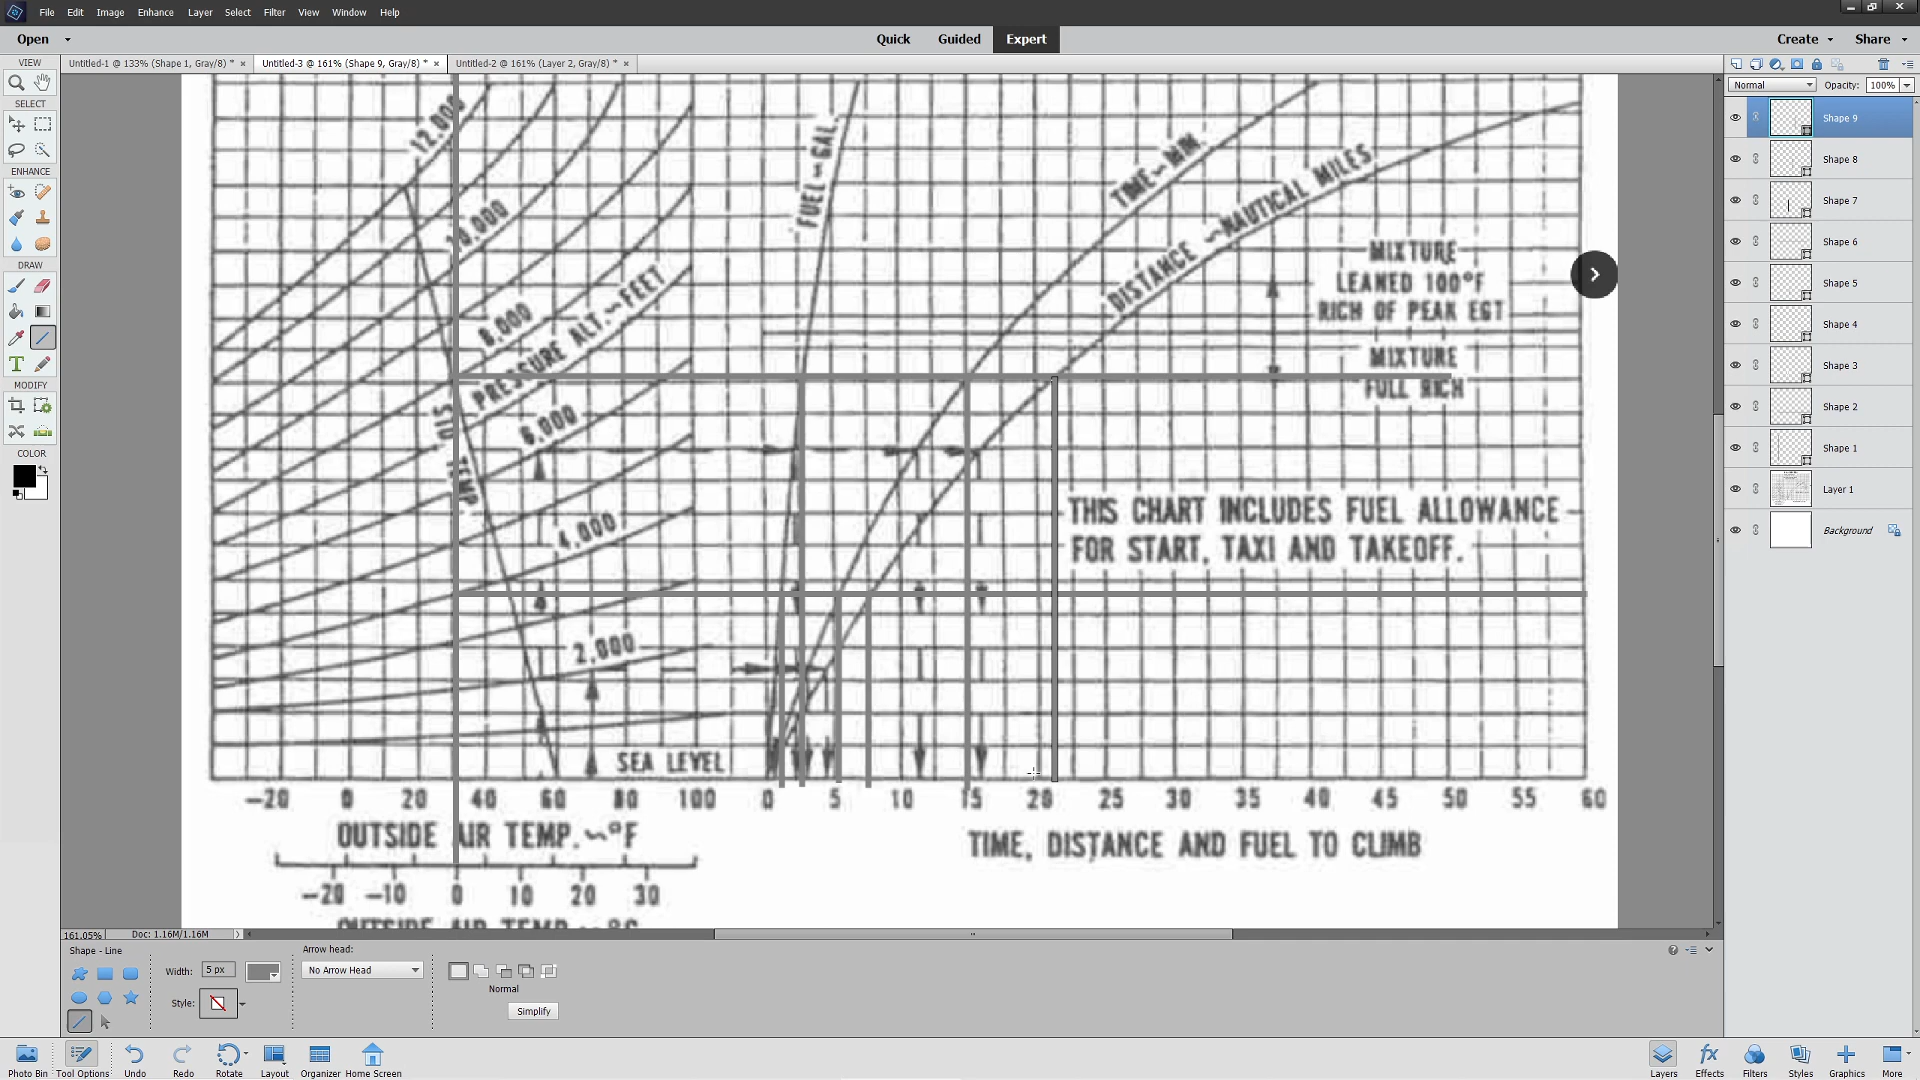 File Edit Image Enhance Layer Select Filter View Window Help
Open Quick Guided Expert Create Share
VIEW
Untitled-1 @ 133% (Shape 1, Gray/8) * ×
Untitled-3 @ 161% (Shape 9, Gray/8) * ×
Untitled-2 @ 161% (Layer 2, Gray/8) * ×
SELECT
ENHANCE
DRAW
MODIFY
COLOR
Normal Opacity: 100%
Shape 9
Shape 8
Shape 7
Shape 6
Shape 5
Shape 4
Shape 3
Shape 2
Shape 1
Layer 1
Background
12,000
10,000
8,000
PRESSURE ALT.~FEET
6,000
STD TEMP.
4,000
2,000
SEA LEVEL
FUEL~GAL.
TIME~MIN.
DISTANCE ~NAUTICAL MILES
MIXTURE
LEANED 100°F
RICH OF PEAK EGT
MIXTURE
FULL RICH
THIS CHART INCLUDES FUEL ALLOWANCE
FOR START, TAXI AND TAKEOFF.
-20 0 20 40 60 80 100 0 5 10 15 20 25 30 35 40 45 50 55 60
OUTSIDE AIR TEMP.~°F
TIME, DISTANCE AND FUEL TO CLIMB
-20 -10 0 10 20 30
OUTSIDE AIR TEMP.~°C
161.05% Doc: 1.16M/1.16M
Shape - Line
Arrow head:
Width: 5 px
No Arrow Head
Normal
Style:
Simplify
Photo Bin Tool Options Undo Redo Rotate Layout Organizer Home Screen Layers Effects Filters Styles Graphics More